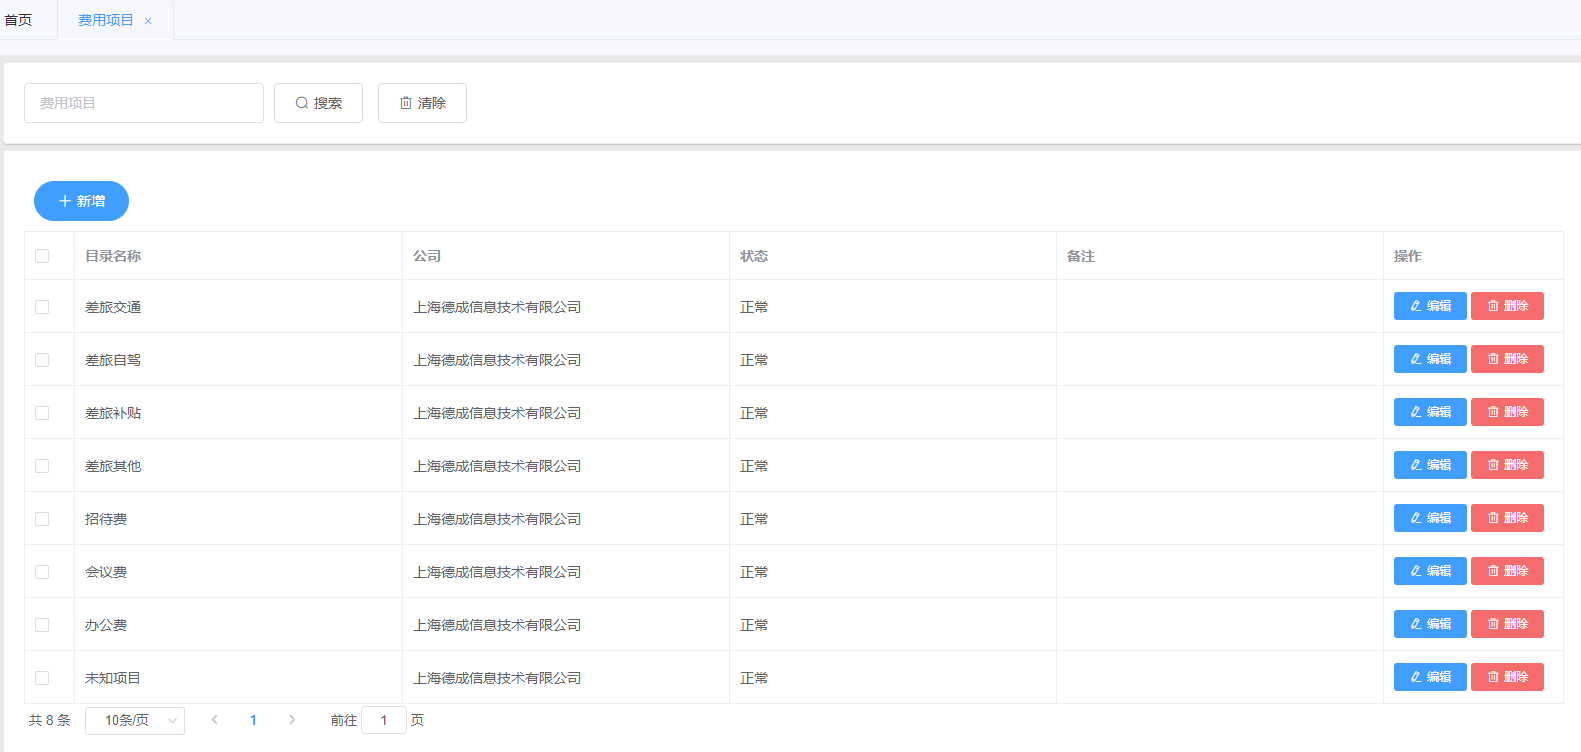 首页 费用项目 ×
费用项目 搜索 清除
+ 新增
目录名称 公司 状态 备注 操作
差旅交通 上海德成信息技术有限公司 正常 编辑 删除
差旅自驾 上海德成信息技术有限公司 正常 编辑 删除
差旅补贴 上海德成信息技术有限公司 正常 编辑 删除
差旅其他 上海德成信息技术有限公司 正常 编辑 删除
招待费 上海德成信息技术有限公司 正常 编辑 删除
会议费 上海德成信息技术有限公司 正常 编辑 删除
办公费 上海德成信息技术有限公司 正常 编辑 删除
未知项目 上海德成信息技术有限公司 正常 编辑 删除
共 8 条 10条/页 < 1 > 前往 1 页